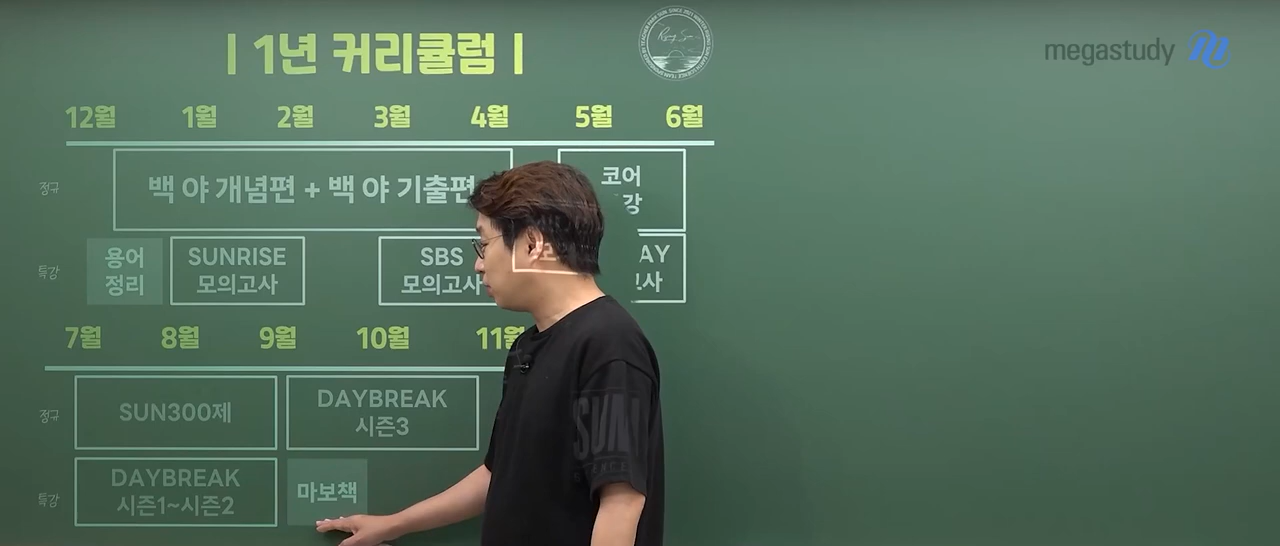 | 1년 커리큘럼 |
megastudy
12월 1월 2월 3월 4월 5월 6월
정규
백 야 개념편 + 백 야 기출편
코어
강
특강
용어
정리
SUNRISE
모의고사
SBS
모의고사
AY
사
7월 8월 9월 10월 11월
정규
SUN300제
DAYBREAK
시즌3
특강
DAYBREAK
시즌1~시즌2
마보책
SUN